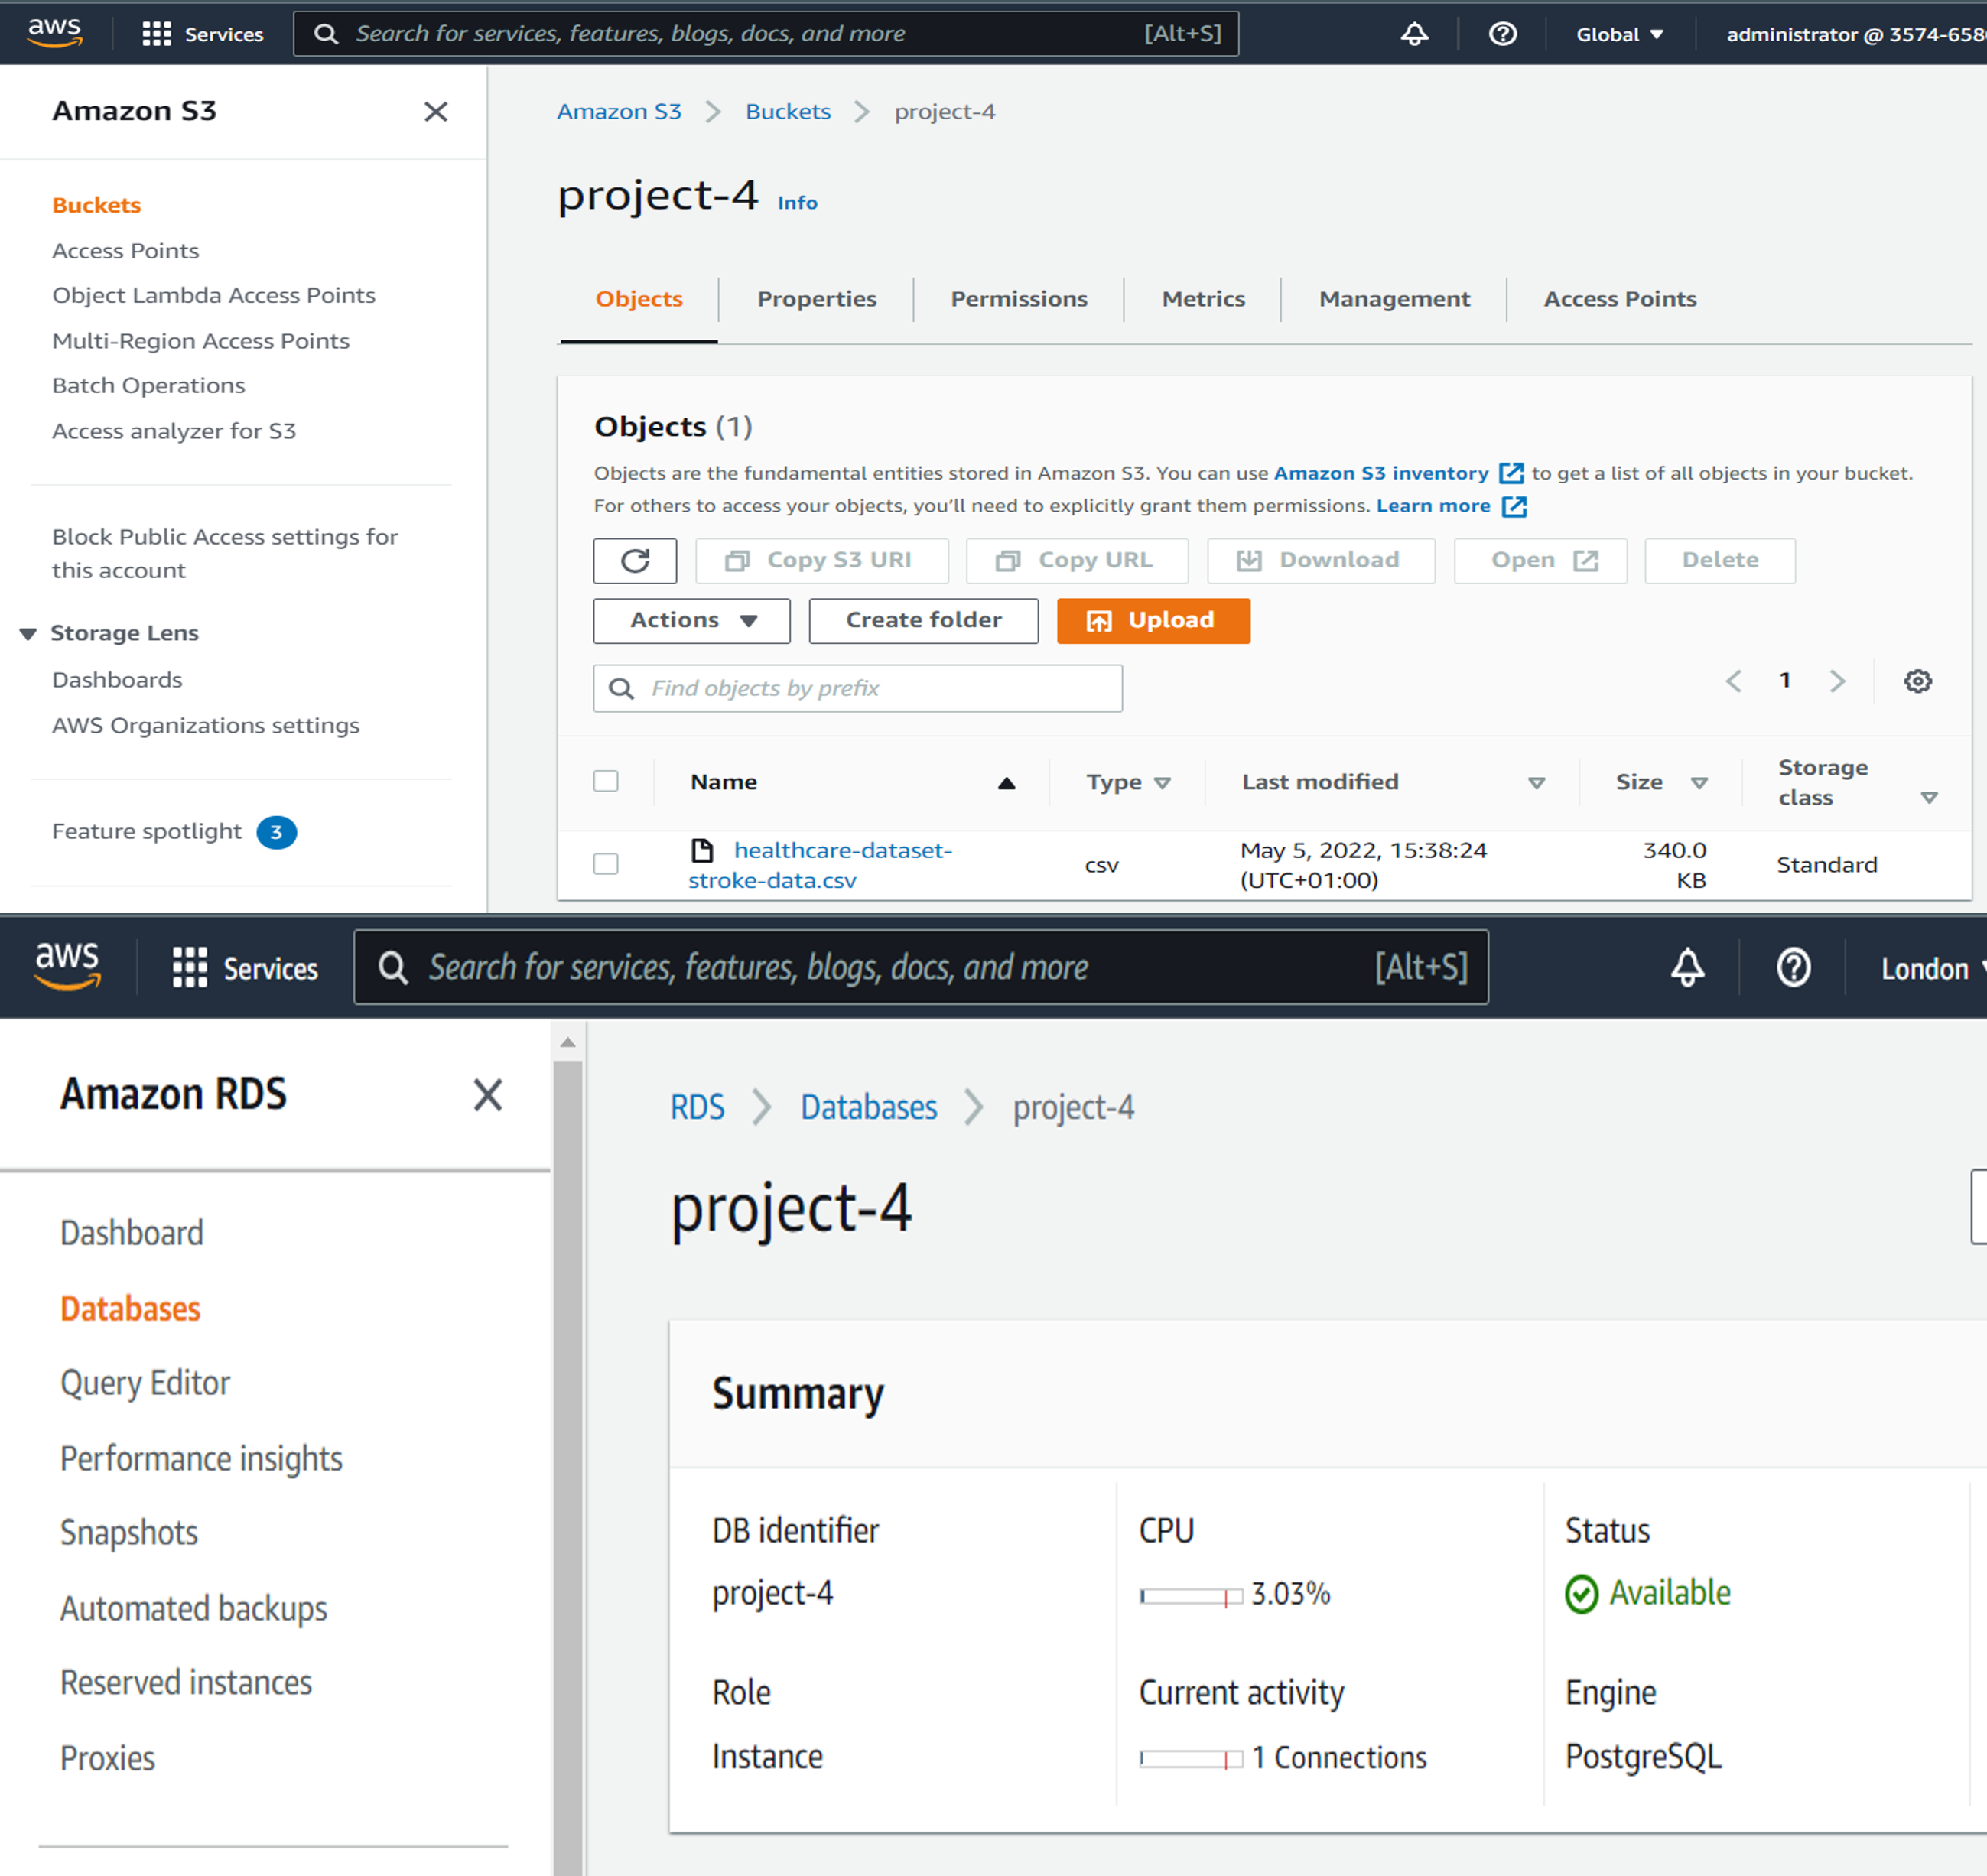 aws Services Search for services, features, blogs, docs, and more [Alt+S] Global administrator @ 3574-658
Amazon S3
Buckets
Access Points
Object Lambda Access Points
Multi-Region Access Points
Batch Operations
Access analyzer for S3
Block Public Access settings for
this account
Storage Lens
Dashboards
AWS Organizations settings
Feature spotlight 3
Amazon S3 Buckets project-4
project-4 Info
Objects Properties Permissions Metrics Management Access Points
Objects (1)
Objects are the fundamental entities stored in Amazon S3. You can use Amazon S3 inventory to get a list of all objects in your bucket.
For others to access your objects, you'll need to explicitly grant them permissions. Learn more
Copy S3 URI Copy URL Download Open Delete
Actions Create folder Upload
Find objects by prefix 1
Name Type Last modified Size Storage class
healthcare-dataset- csv May 5, 2022, 15:38:24 340.0 Standard
stroke-data.csv (UTC+01:00) KB
aws Services Search for services, features, blogs, docs, and more [Alt+S] London
Amazon RDS
Dashboard
Databases
Query Editor
Performance insights
Snapshots
Automated backups
Reserved instances
Proxies
RDS Databases project-4
project-4
Summary
DB identifier CPU Status
project-4 3.03% Available
Role Current activity Engine
Instance 1 Connections PostgreSQL